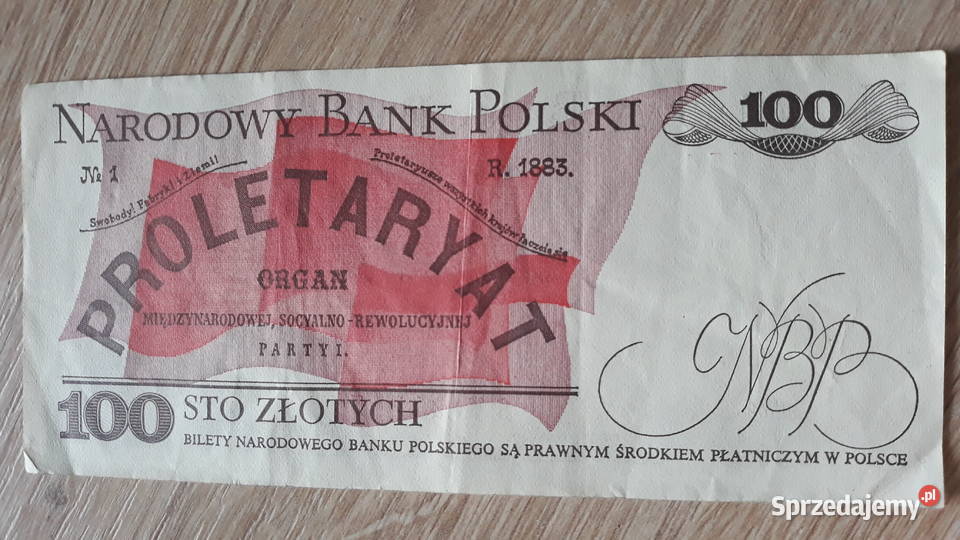 NARODOWY BANK POLSKI
100
№ 1
R. 1883.
Swobody! Fabryk! i Ziemi!
Proletaryusze wszystkich krajów łączcie się
PROLETARYAT
ORGAN
MIĘDZYNARODOWEJ, SOCYALNO-REWOLUCYJNEJ
PARTYI.
NBP
100 STO ZŁOTYCH
BILETY NARODOWEGO BANKU POLSKIEGO SĄ PRAWNYM ŚRODKIEM PŁATNICZYM W POLSCE
Sprzedajemy.pl